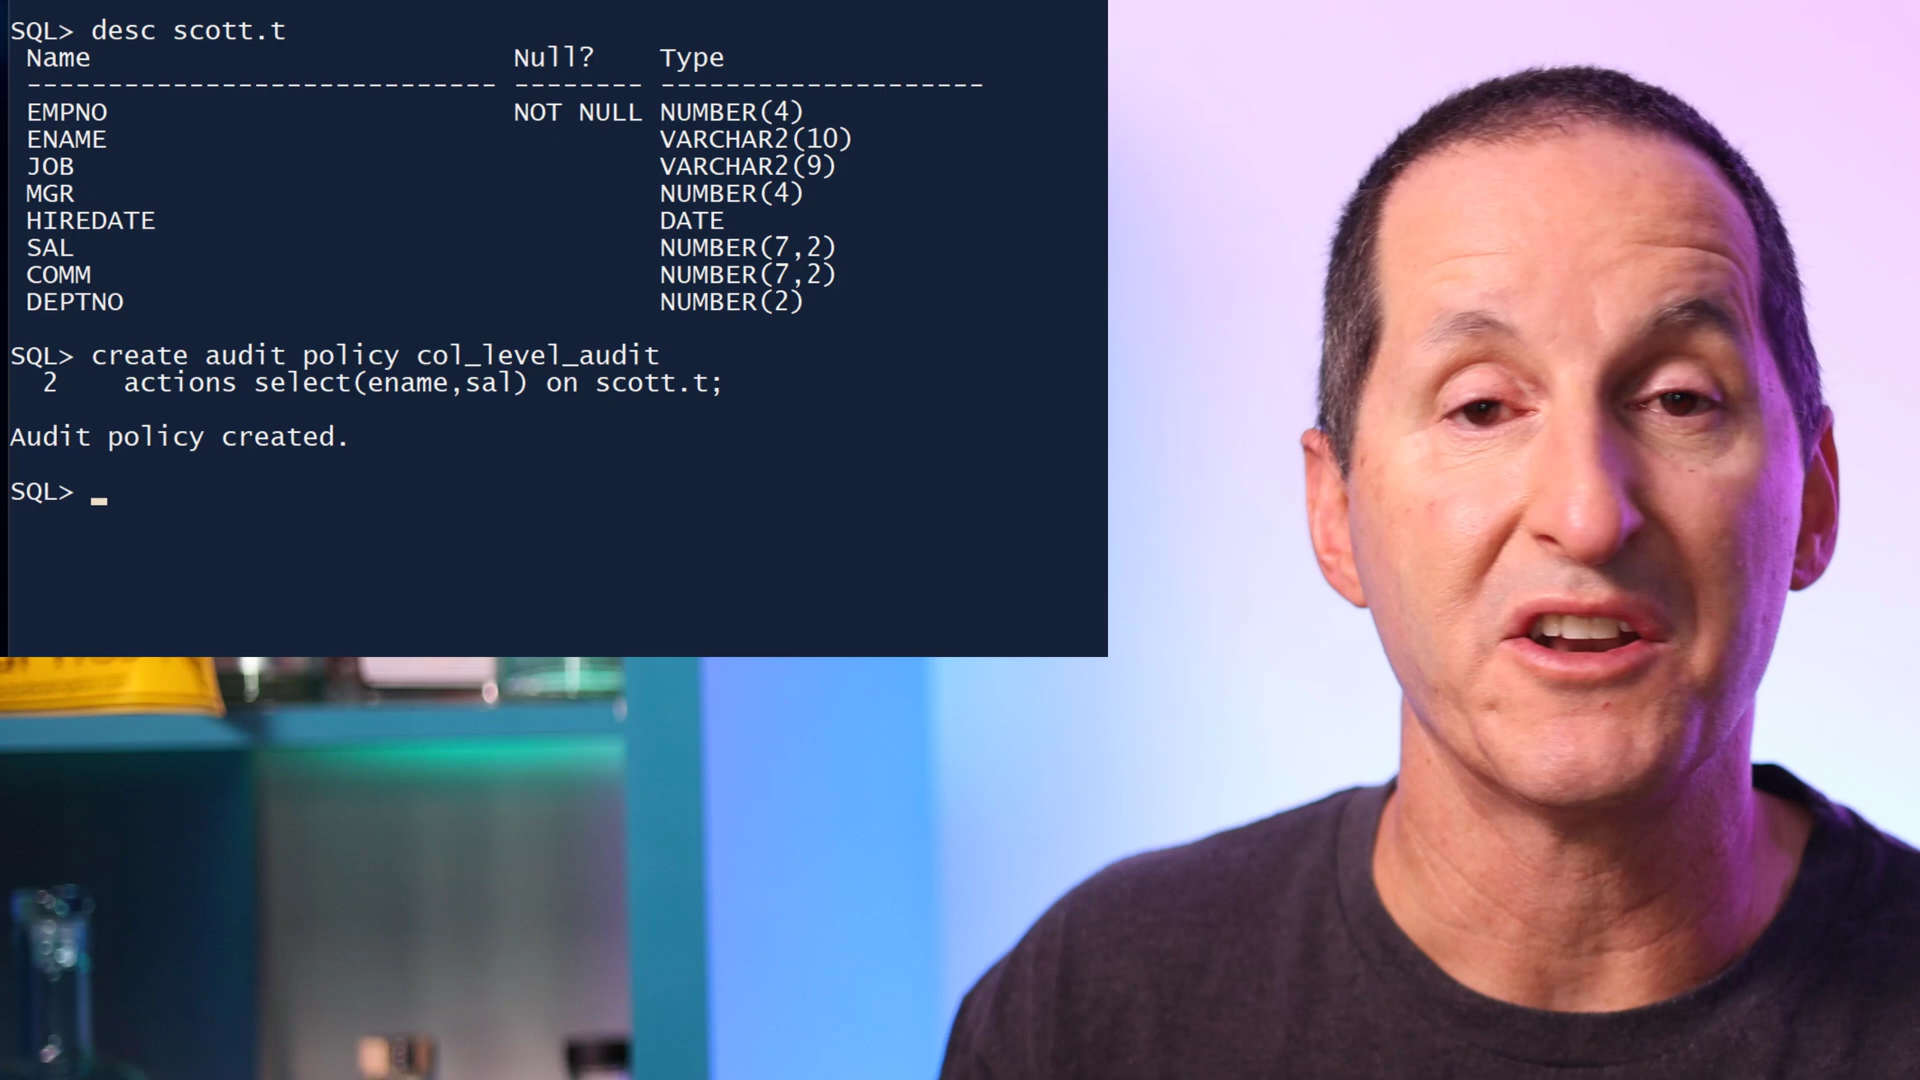 SQL> desc scott.t
Name Null? Type
----------------------------- -------- --------------------
EMPNO NOT NULL NUMBER(4)
ENAME VARCHAR2(10)
JOB VARCHAR2(9)
MGR NUMBER(4)
HIREDATE DATE
SAL NUMBER(7,2)
COMM NUMBER(7,2)
DEPTNO NUMBER(2)
SQL> create audit policy col_level_audit
2 actions select(ename,sal) on scott.t;
Audit policy created.
SQL> _